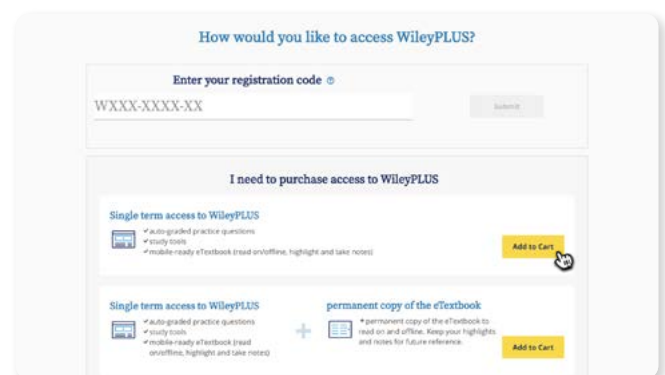 How would you like to access WileyPLUS?
Enter your registration code ?
WXXX-XXXX-XX
Submit
I need to purchase access to WileyPLUS
Single term access to WileyPLUS
✔auto-graded practice questions
✔study tools
✔mobile-ready eTextbook (read on/offline, highlight and take notes)
Add to Cart
Single term access to WileyPLUS
✔auto-graded practice questions
✔study tools
✔mobile-ready eTextbook (read
on/offline, highlight and take notes)
+
permanent copy of the eTextbook
permanent copy of the eTextbook to
read on and offline. Keep your highlights
and notes for future reference.
Add to Cart